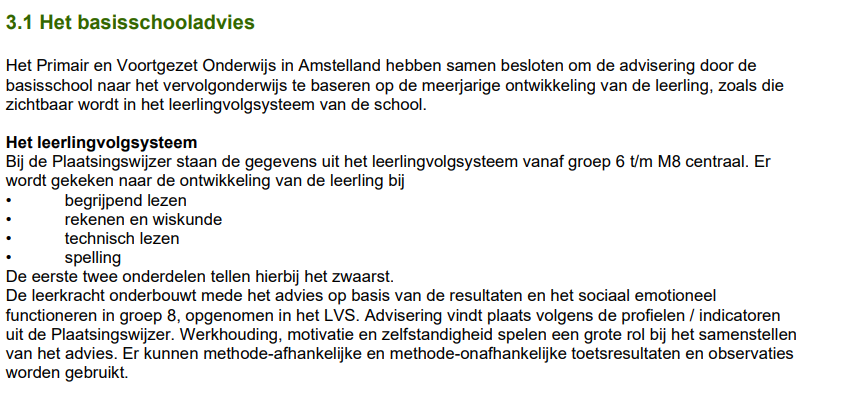 3.1 Het basisschooladvies
Het Primair en Voortgezet Onderwijs in Amstelland hebben samen besloten om de advisering door de
basisschool naar het vervolgonderwijs te baseren op de meerjarige ontwikkeling van de leerling, zoals die
zichtbaar wordt in het leerlingvolgsysteem van de school.
Het leerlingvolgsysteem
Bij de Plaatsingswijzer staan de gegevens uit het leerlingvolgsysteem vanaf groep 6 t/m M8 centraal. Er
wordt gekeken naar de ontwikkeling van de leerling bij
• begrijpend lezen
• rekenen en wiskunde
• technisch lezen
• spelling
De eerste twee onderdelen tellen hierbij het zwaarst.
De leerkracht onderbouwt mede het advies op basis van de resultaten en het sociaal emotioneel
functioneren in groep 8, opgenomen in het LVS. Advisering vindt plaats volgens de profielen / indicatoren
uit de Plaatsingswijzer. Werkhouding, motivatie en zelfstandigheid spelen een grote rol bij het samenstellen
van het advies. Er kunnen methode-afhankelijke en methode-onafhankelijke toetsresultaten en observaties
worden gebruikt.